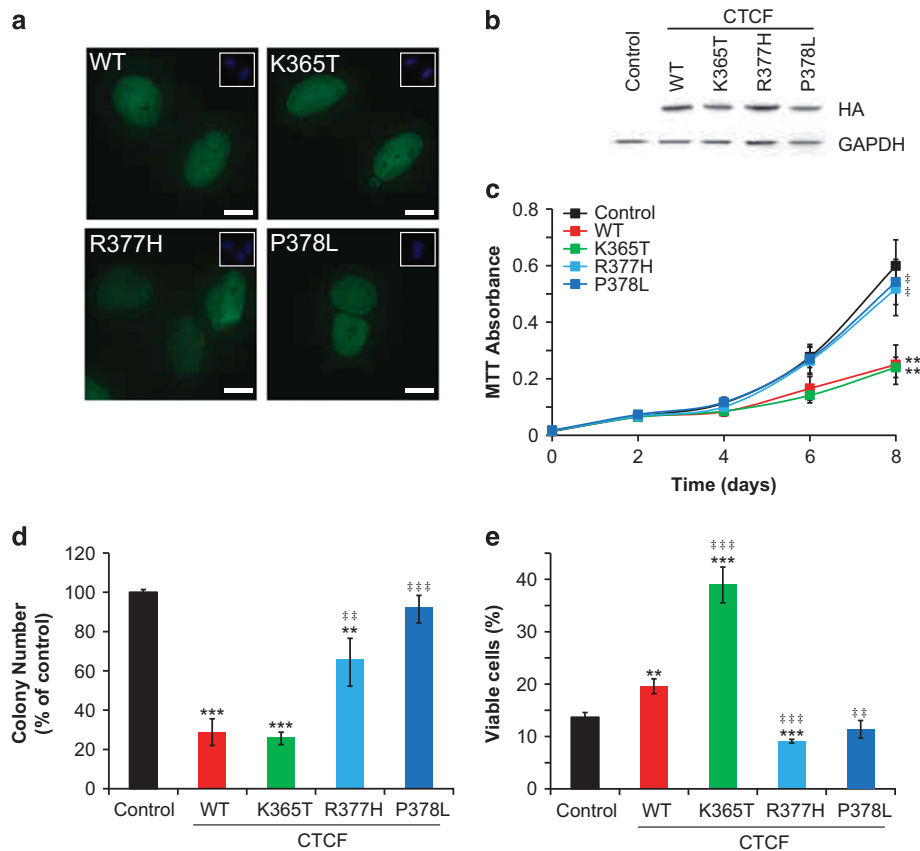 a
WT
K365T
R377H
P378L
b
CTCF
Control
WT
K365T
R377H
P378L
HA
GAPDH
c
Control
WT
K365T
R377H
P378L
0.8
0.6
0.4
0.2
0
MTT Absorbance
‡
‡
**
**
0 2 4 6 8
Time (days)
d
120
100
80
60
40
20
0
Colony Number
(% of control)
***
***
‡‡
**
‡‡‡
Control WT K365T R377H P378L
CTCF
e
40
30
20
10
0
Viable cells (%)
**
‡‡‡
***
‡‡‡
***
‡‡
Control WT K365T R377H P378L
CTCF